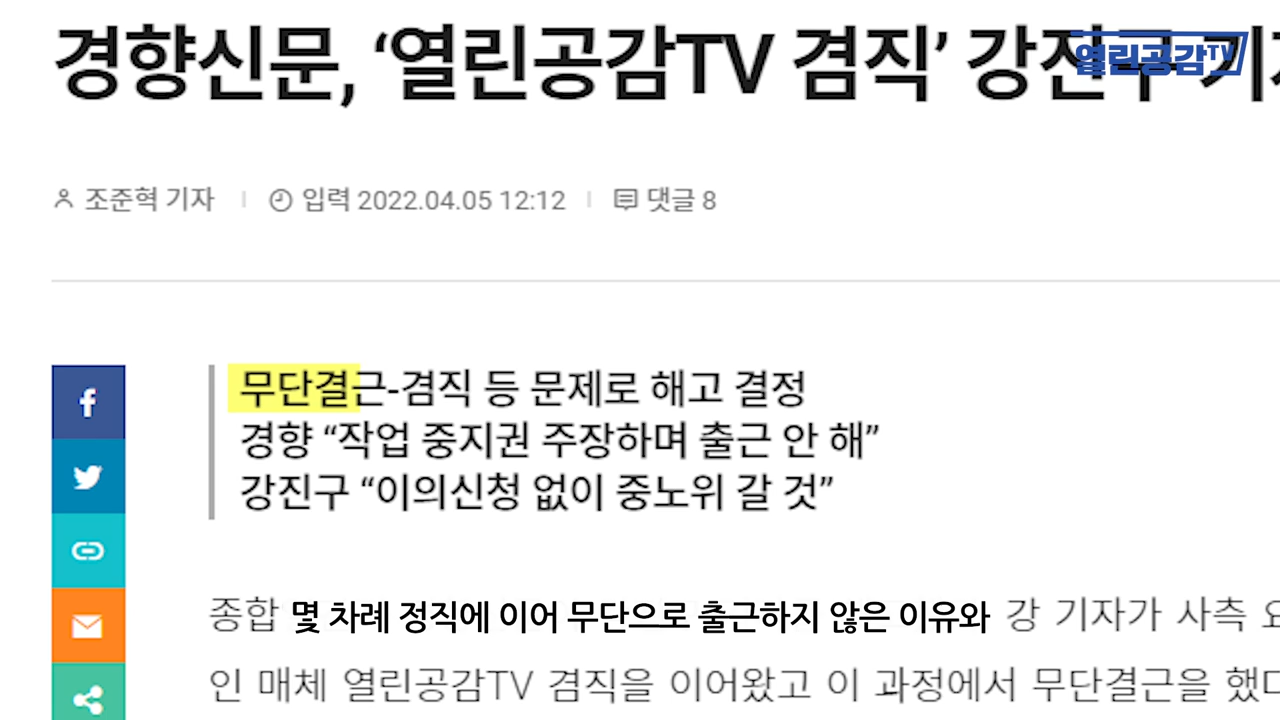 경향신문, ‘열린공감TV 겸직’ 강진구 기자
열린공감TV
조준혁 기자 입력 2022.04.05 12:12 댓글 8
무단결근-겸직 등 문제로 해고 결정
경향 “작업 중지권 주장하며 출근 안 해”
강진구 “이의신청 없이 중노위 갈 것”
종합 몇 차례 정직에 이어 무단으로 출근하지 않은 이유와 강 기자가 사측
인 매체 열린공감TV 겸직을 이어왔고 이 과정에서 무단결근을